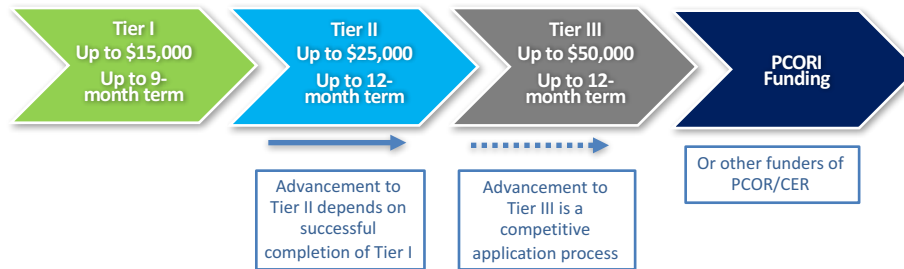 Tier I
Up to $15,000
Up to 9-
month term
Tier II
Up to $25,000
Up to 12-
month term
Tier III
Up to $50,000
Up to 12-
month term
PCORI
Funding
Advancement to
Tier II depends on
successful
completion of Tier I
Advancement to
Tier III is a
competitive
application process
Or other funders of
PCOR/CER